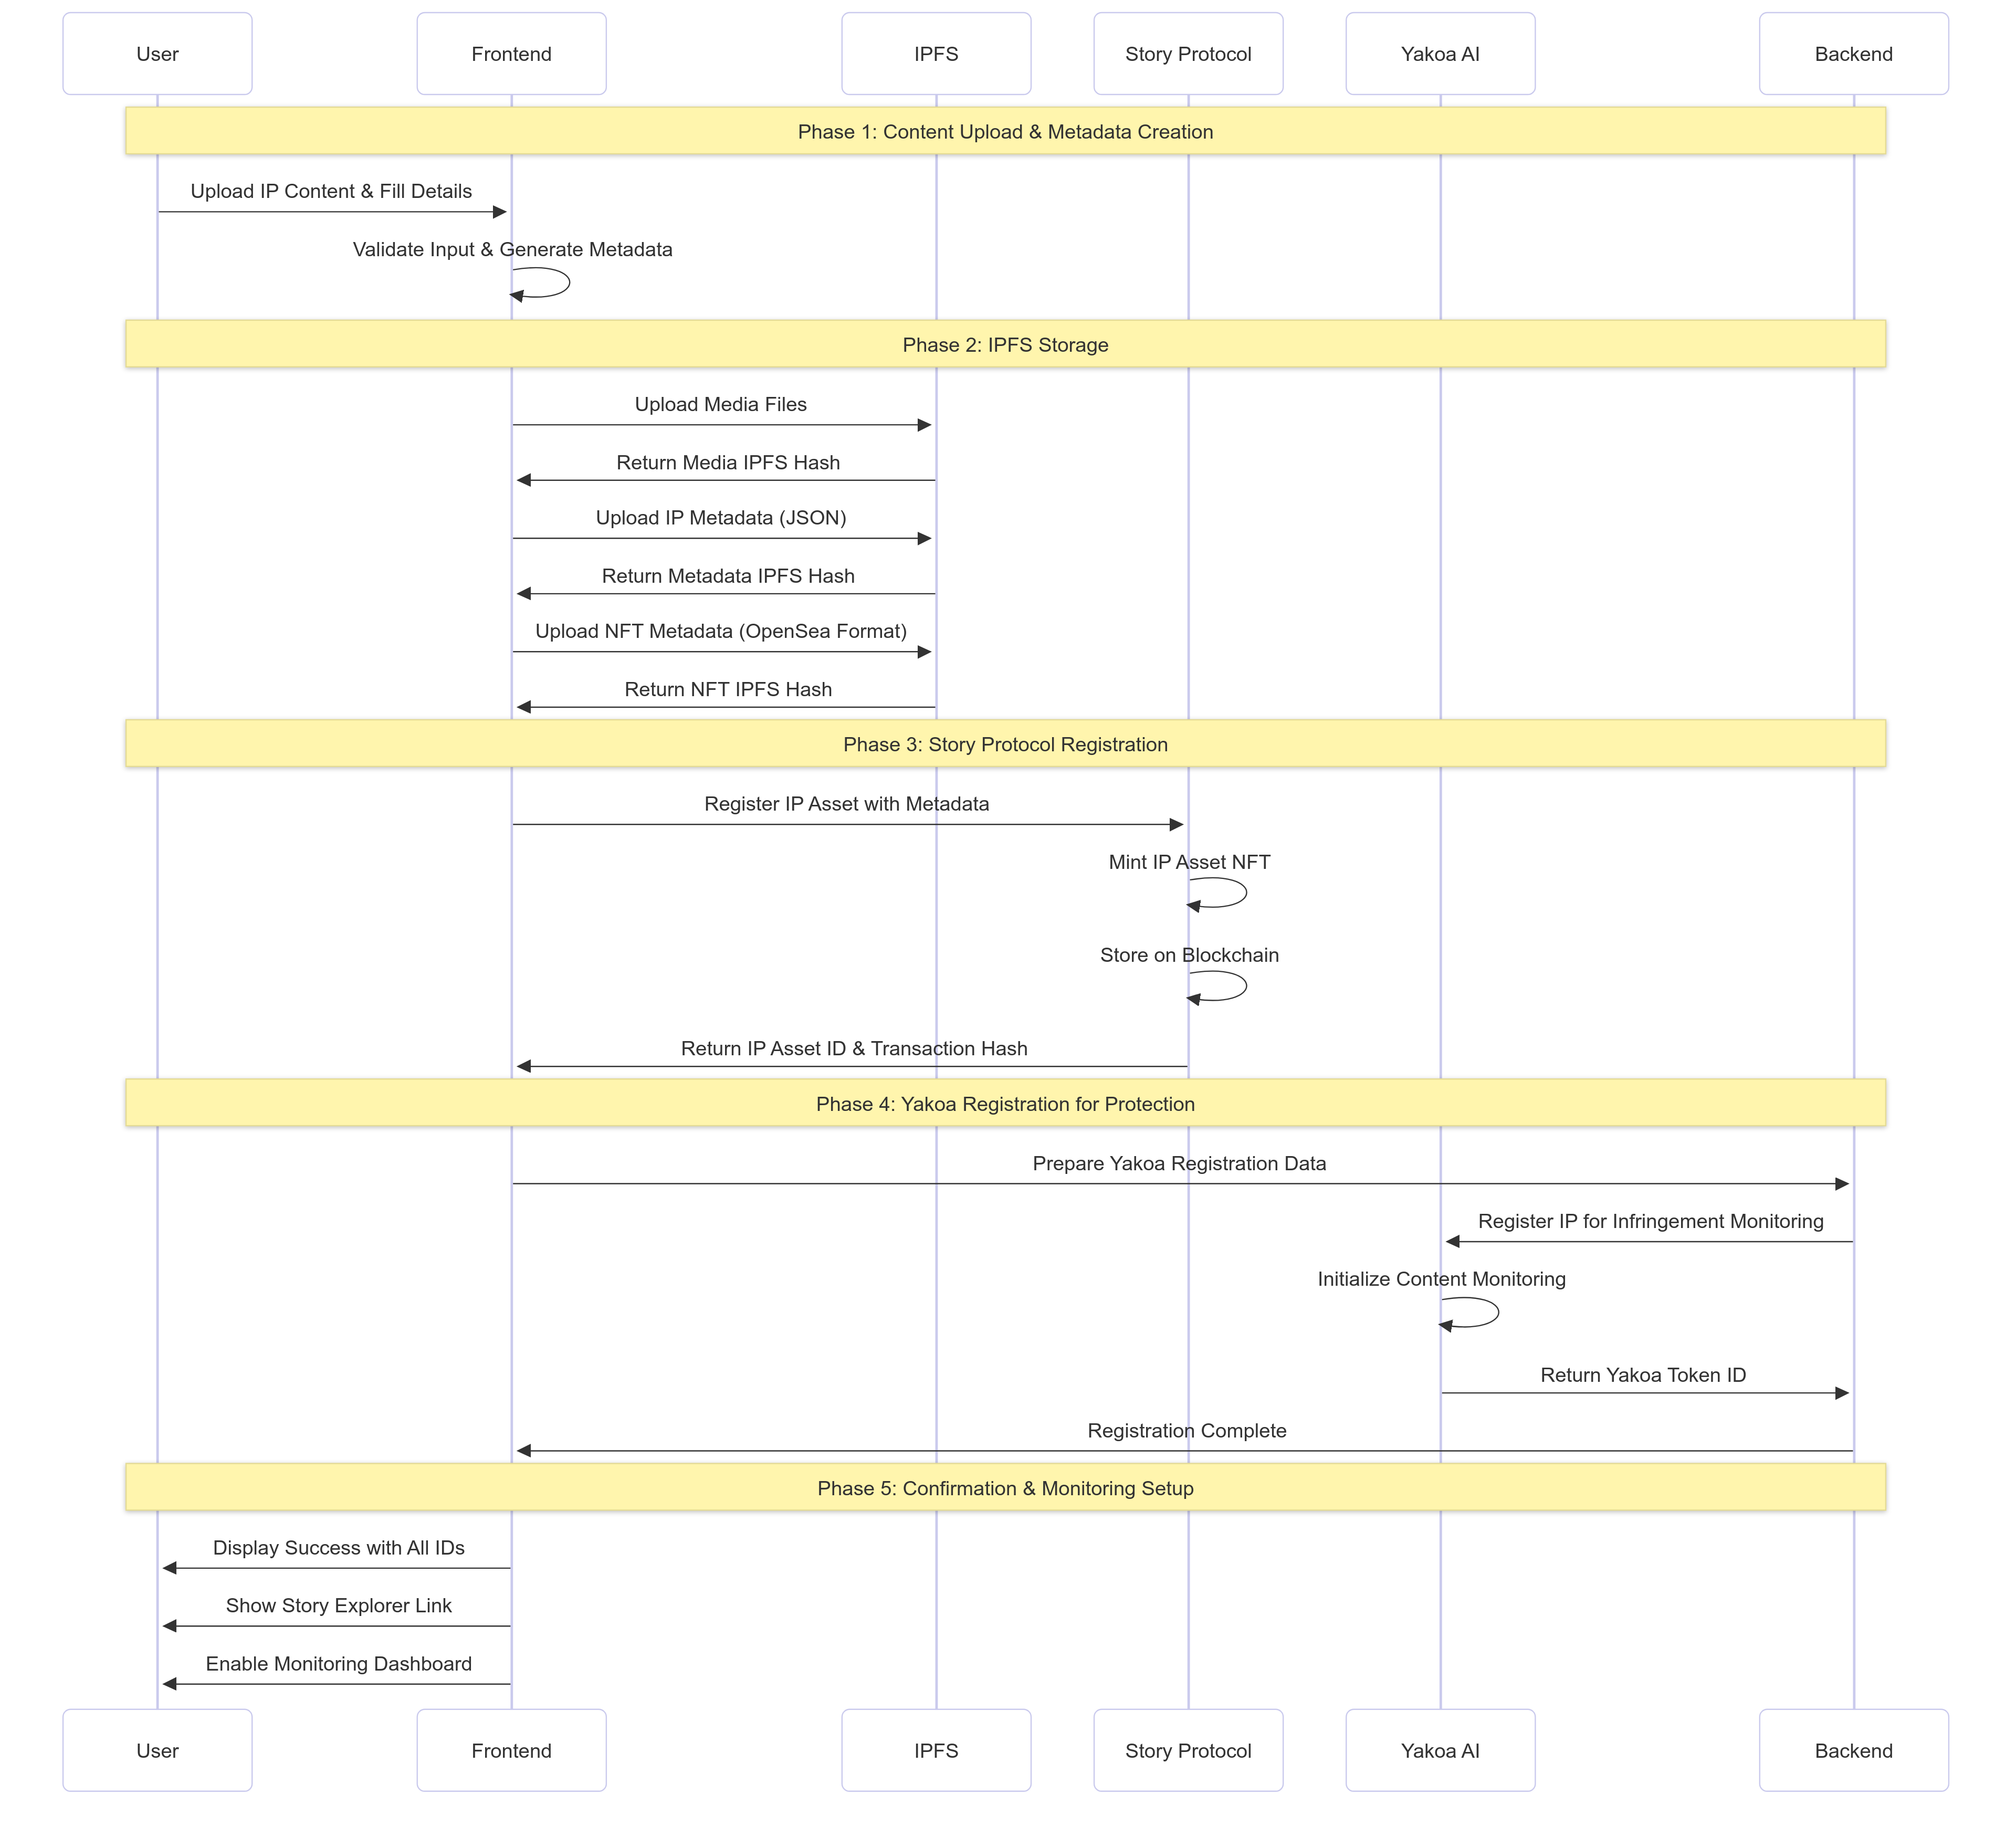 User
Frontend
IPFS
Story Protocol
Yakoa AI
Backend
Phase 1: Content Upload & Metadata Creation
Upload IP Content & Fill Details
Validate Input & Generate Metadata
Phase 2: IPFS Storage
Upload Media Files
Return Media IPFS Hash
Upload IP Metadata (JSON)
Return Metadata IPFS Hash
Upload NFT Metadata (OpenSea Format)
Return NFT IPFS Hash
Phase 3: Story Protocol Registration
Register IP Asset with Metadata
Mint IP Asset NFT
Store on Blockchain
Return IP Asset ID & Transaction Hash
Phase 4: Yakoa Registration for Protection
Prepare Yakoa Registration Data
Register IP for Infringement Monitoring
Initialize Content Monitoring
Return Yakoa Token ID
Registration Complete
Phase 5: Confirmation & Monitoring Setup
Display Success with All IDs
Show Story Explorer Link
Enable Monitoring Dashboard
User
Frontend
IPFS
Story Protocol
Yakoa AI
Backend